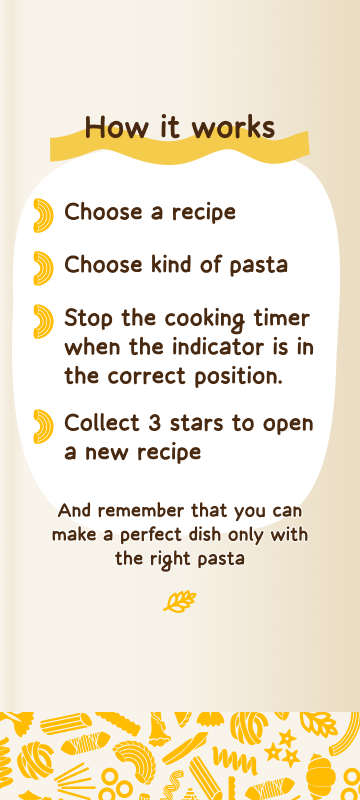 How it works
Choose a recipe
Choose kind of pasta
Stop the cooking timer
when the indicator is in
the correct position.
Collect 3 stars to open
a new recipe
And remember that you can
make a perfect dish only with
the right pasta